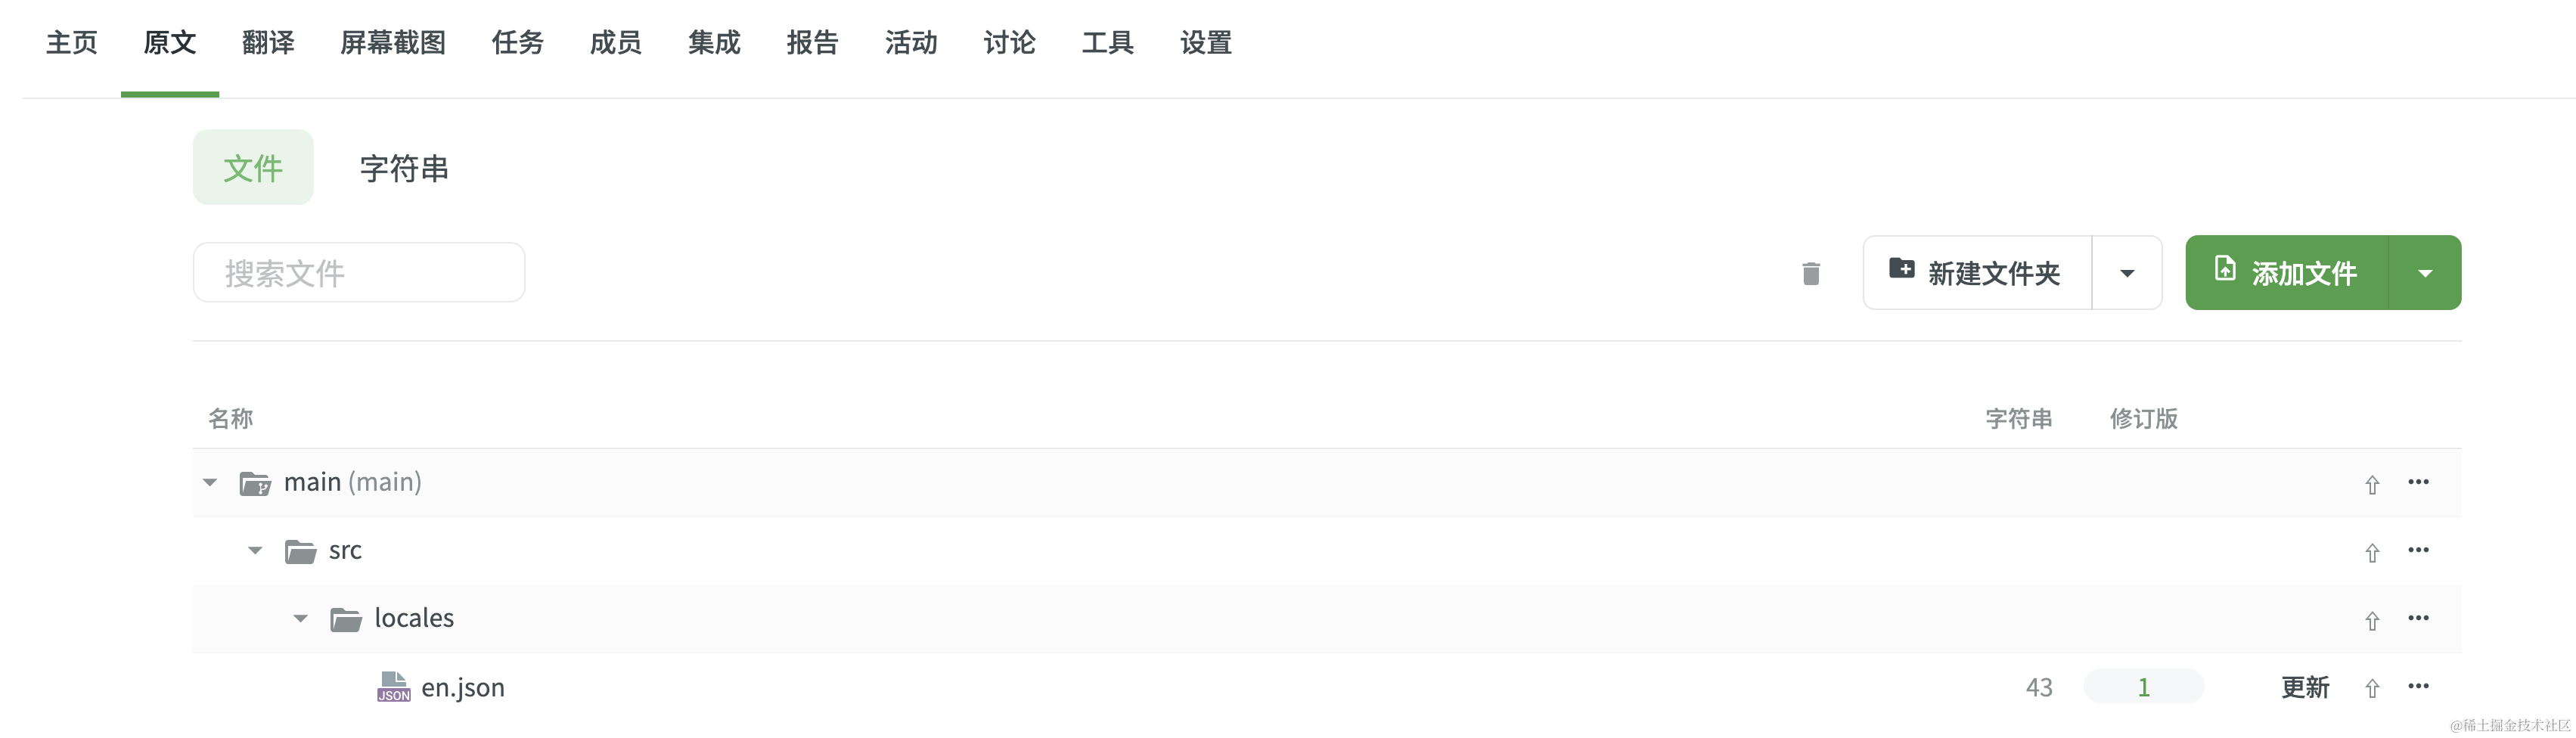 主页 原文 翻译 屏幕截图 任务 成员 集成 报告 活动 讨论 工具 设置
文件 字符串
搜索文件 新建文件夹 添加文件
名称 字符串 修订版
main (main)
src
locales
JSON en.json 43 1 更新
@稀土掘金技术社区